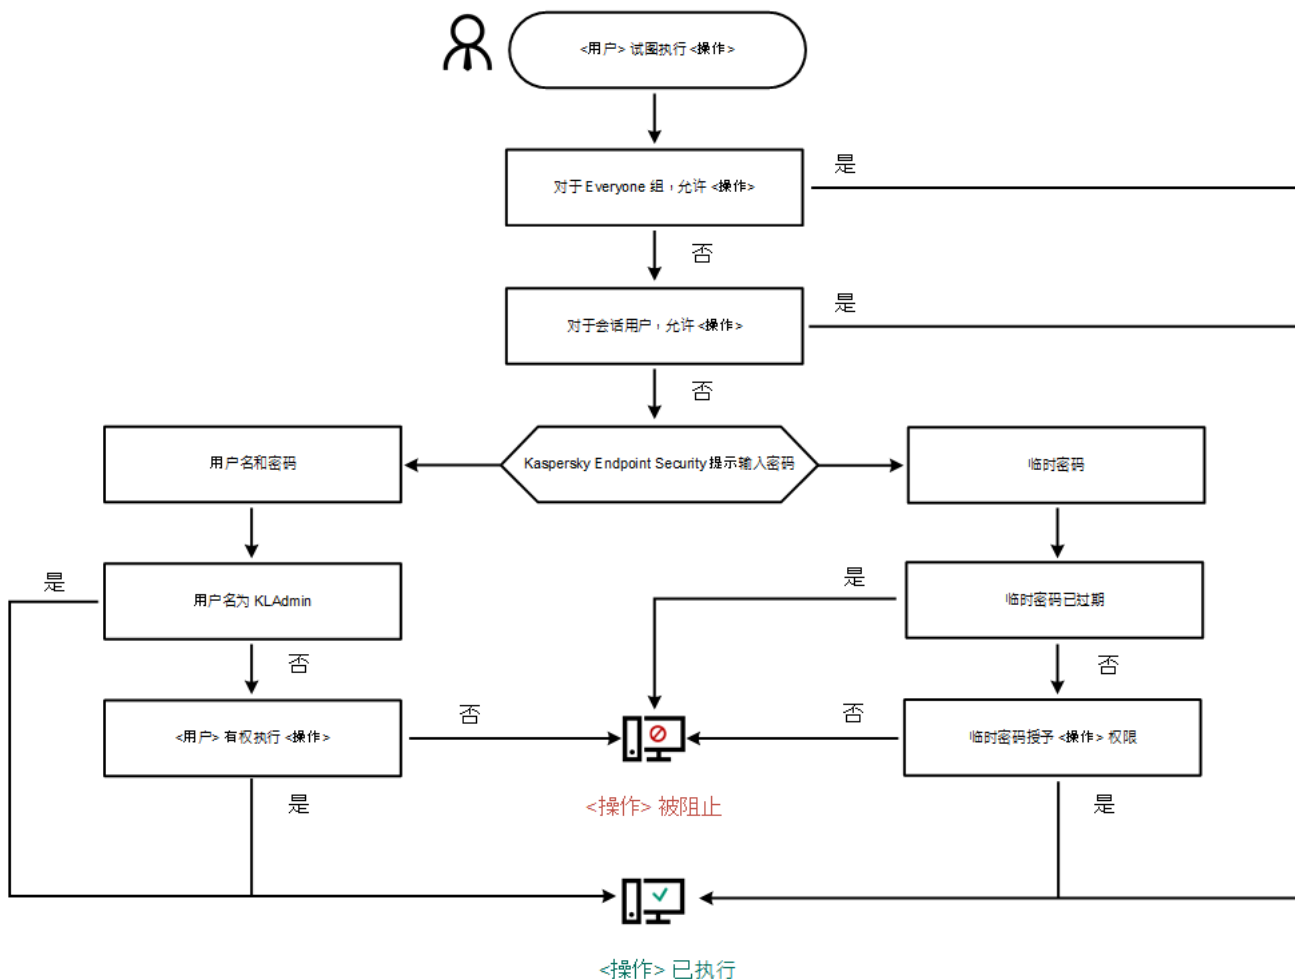 <用户> 试图执行 <操作>
对于 Everyone 组，允许 <操作>
是
否
对于会话用户，允许 <操作>
是
否
用户名和密码
Kaspersky Endpoint Security 提示输入密码
临时密码
是
用户名为 KLAdmin
是
临时密码已过期
否
否
<用户> 有权执行 <操作>
否
否
临时密码授予 <操作> 权限
是
<操作> 被阻止
是
<操作> 已执行